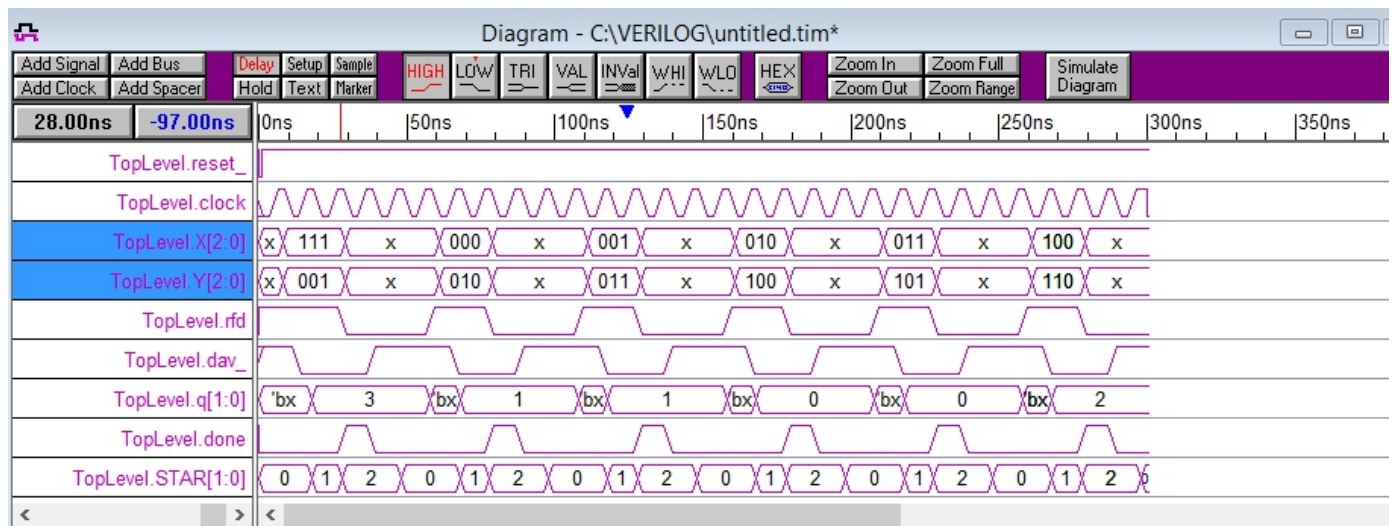 Diagram - C:\VERILOG\untitled.tim*
Add Signal Add Bus Delay Setup Sample HIGH LOW TRI VAL INVal WHI WLO HEX Zoom In Zoom Full Simulate Diagram
Add Clock Add Spacer Hold Text Marker Zoom Out Zoom Range
28.00ns -97.00ns 0ns 50ns 100ns 150ns 200ns 250ns 300ns 350ns
TopLevel.reset_
TopLevel.clock
TopLevel.X[2:0] x 111 x 000 x 001 x 010 x 011 x 100 x
TopLevel.Y[2:0] x 001 x 010 x 011 x 100 x 101 x 110 x
TopLevel.rfd
TopLevel.dav_
TopLevel.q[1:0] 'bx 3 'bx 1 'bx 1 'bx 0 'bx 0 'bx 2
TopLevel.done
TopLevel.STAR[1:0] 0 1 2 0 1 2 0 1 2 0 1 2 0 1 2 0 1 2